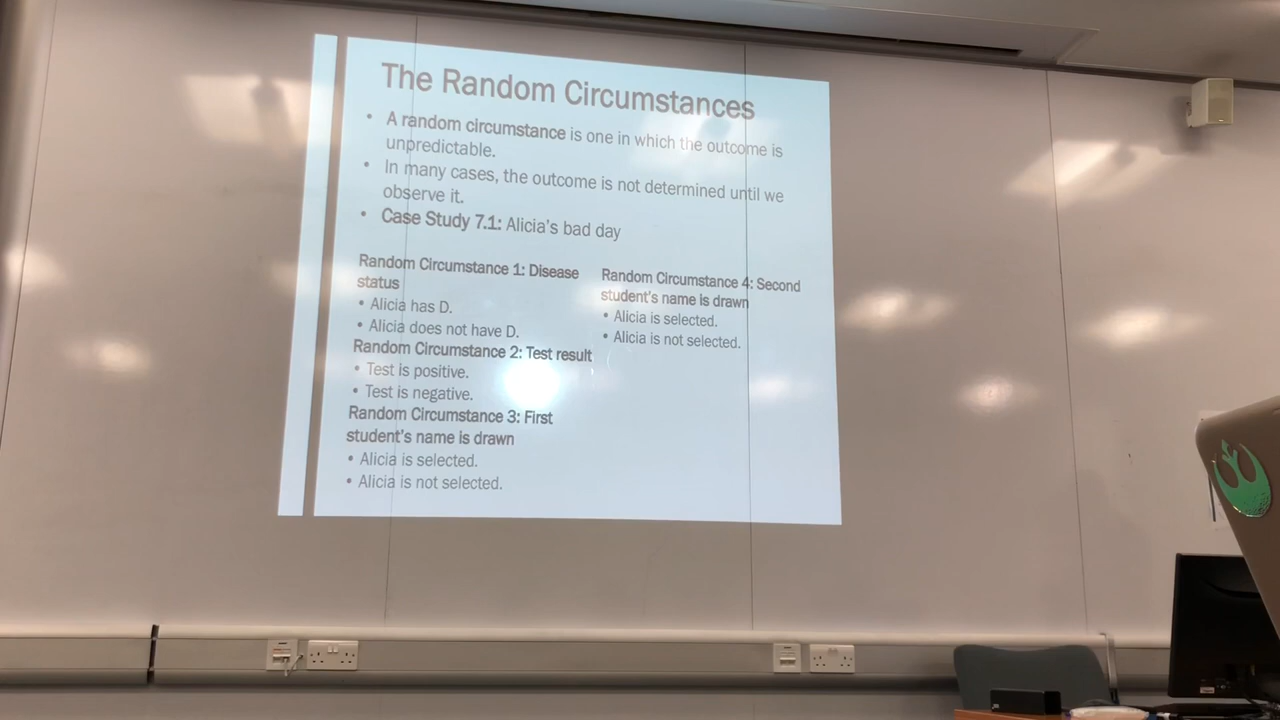 The Random Circumstances
• A random circumstance is one in which the outcome is
unpredictable.
• In many cases, the outcome is not determined until we
observe it.
• Case Study 7.1: Alicia's bad day
Random Circumstance 1: Disease
status
• Alicia has D.
• Alicia does not have D.
Random Circumstance 2: Test result
• Test is positive.
• Test is negative.
Random Circumstance 3: First
student's name is drawn
• Alicia is selected.
• Alicia is not selected.
Random Circumstance 4: Second
student's name is drawn
• Alicia is selected.
• Alicia is not selected.